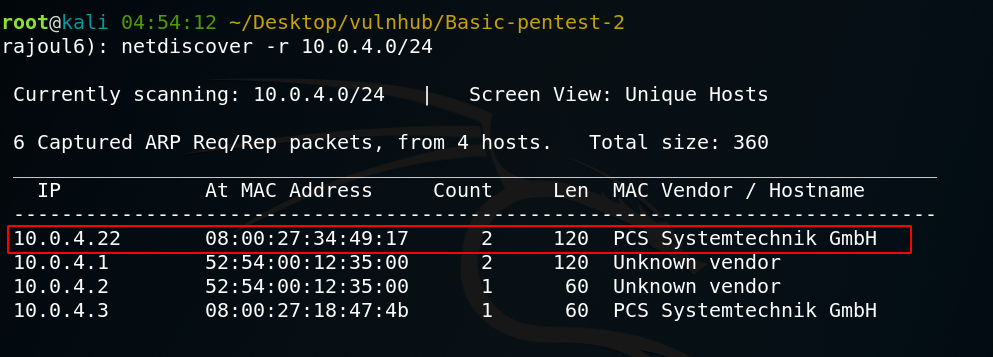 root@kali 04:54:12 ~/Desktop/vulnhub/Basic-pentest-2
rajoul6): netdiscover -r 10.0.4.0/24
Currently scanning: 10.0.4.0/24   |   Screen View: Unique Hosts
6 Captured ARP Req/Rep packets, from 4 hosts.   Total size: 360
_____________________________________________________________________________
  IP            At MAC Address     Count     Len  MAC Vendor / Hostname
-----------------------------------------------------------------------------
10.0.4.22       08:00:27:34:49:17      2     120  PCS Systemtechnik GmbH
10.0.4.1        52:54:00:12:35:00      2     120  Unknown vendor
10.0.4.2        52:54:00:12:35:00      1      60  Unknown vendor
10.0.4.3        08:00:27:18:47:4b      1      60  PCS Systemtechnik GmbH